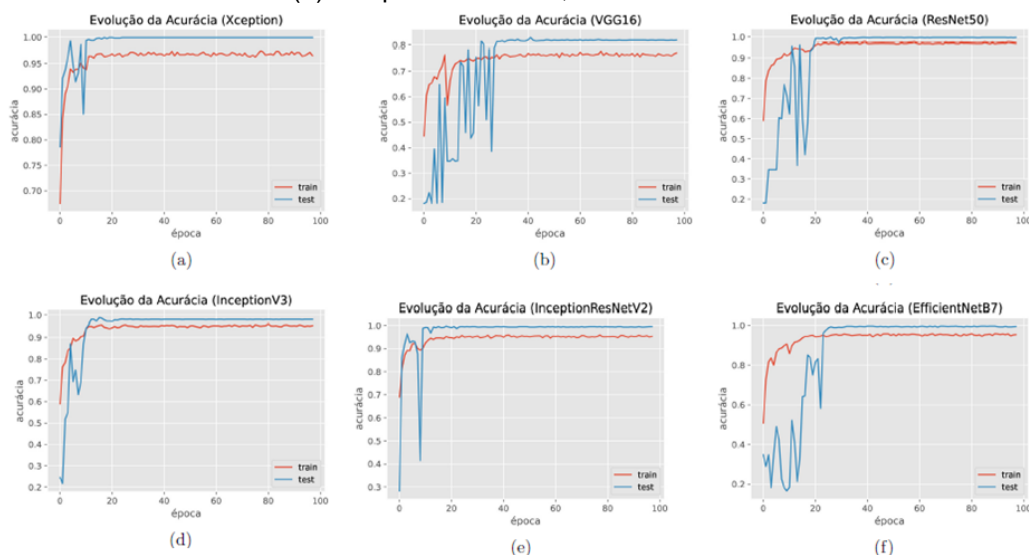 Evolução da Acurácia (Xception)
1.00
0.95
0.90
0.85
0.80
0.75
0.70
acurácia
0 20 40 60 80 100
época
train
test
(a)
Evolução da Acurácia (VGG16)
0.8
0.7
0.6
0.5
0.4
0.3
0.2
acurácia
0 20 40 60 80 100
época
train
test
(b)
Evolução da Acurácia (ResNet50)
1.0
0.9
0.8
0.7
0.6
0.5
0.4
0.3
0.2
acurácia
0 20 40 60 80 100
época
train
test
(c)
Evolução da Acurácia (InceptionV3)
1.0
0.9
0.8
0.7
0.6
0.5
0.4
0.3
0.2
acurácia
0 20 40 60 80 100
época
train
test
(d)
Evolução da Acurácia (InceptionResNetV2)
1.0
0.9
0.8
0.7
0.6
0.5
0.4
0.3
acurácia
0 20 40 60 80 100
época
train
test
(e)
Evolução da Acurácia (EfficientNetB7)
1.0
0.8
0.6
0.4
0.2
acurácia
0 20 40 60 80 100
época
train
test
(f)